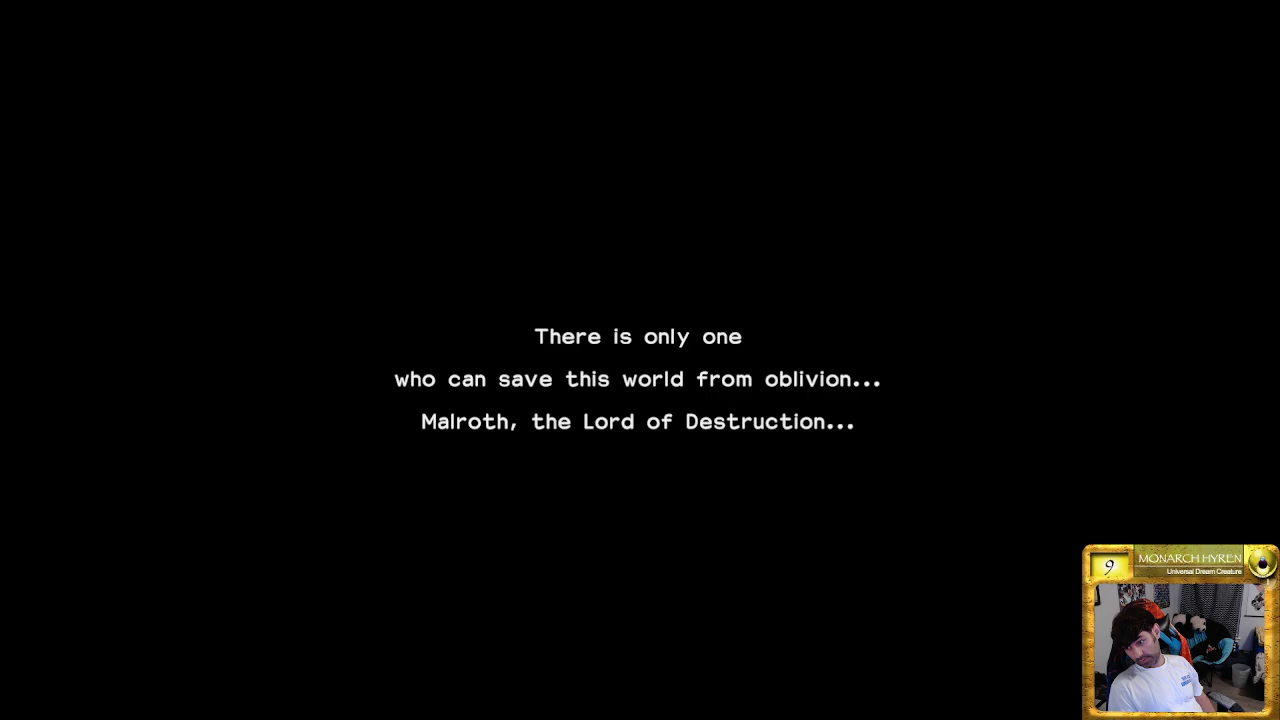 There is only one
who can save this world from oblivion...
Malroth, the Lord of Destruction...
9
MONARCH HYREN
Universal Dream Creature